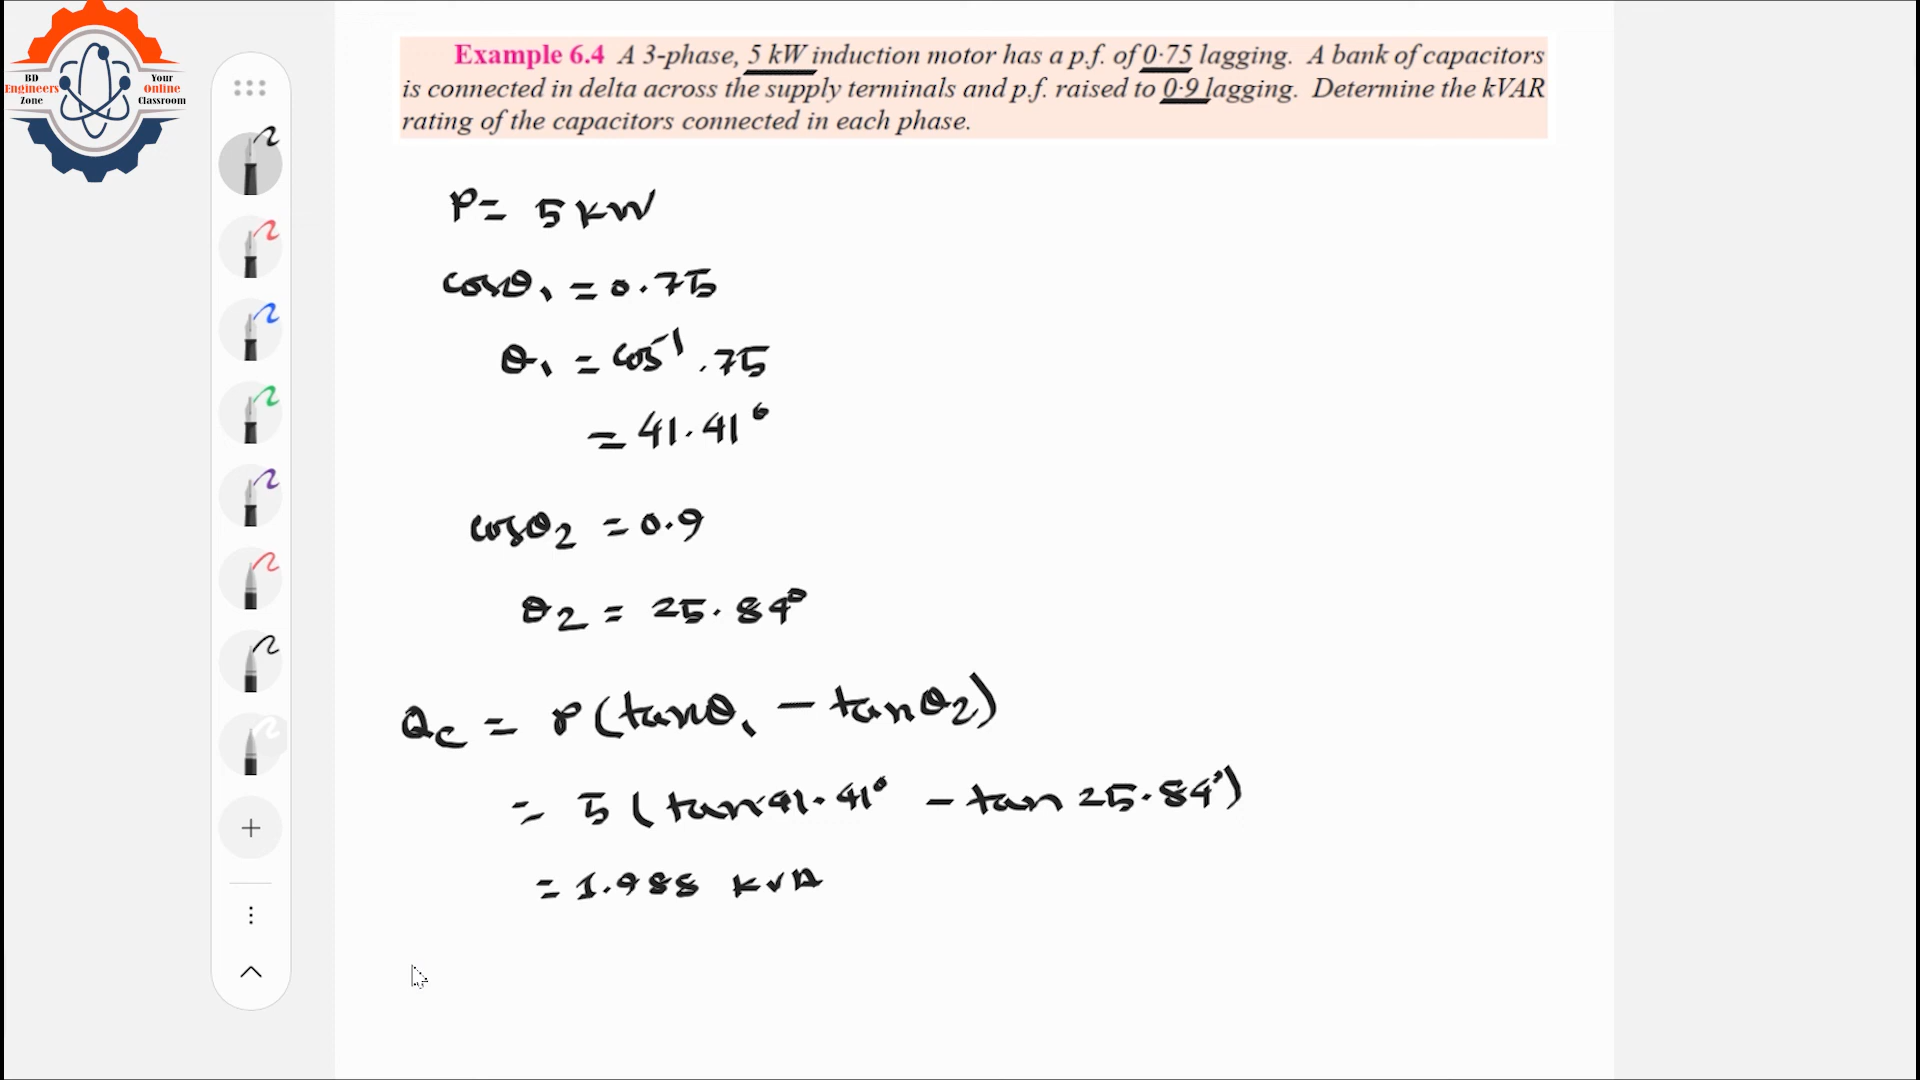 BD
Engineers
Zone
Your
Online
Classroom
Example 6.4 A 3-phase, 5 kW induction motor has a p.f. of 0·75 lagging. A bank of capacitors
is connected in delta across the supply terminals and p.f. raised to 0·9 lagging. Determine the kVAR
rating of the capacitors connected in each phase.
P = 5 kW
cosθ₁ = 0.75
θ₁ = cos⁻¹ .75
= 41.41°
cosθ₂ = 0.9
θ₂ = 25.84°
Qc = P (tanθ₁ - tanθ₂)
= 5 (tan 41.41° - tan 25.84°)
= 1.988 KVA